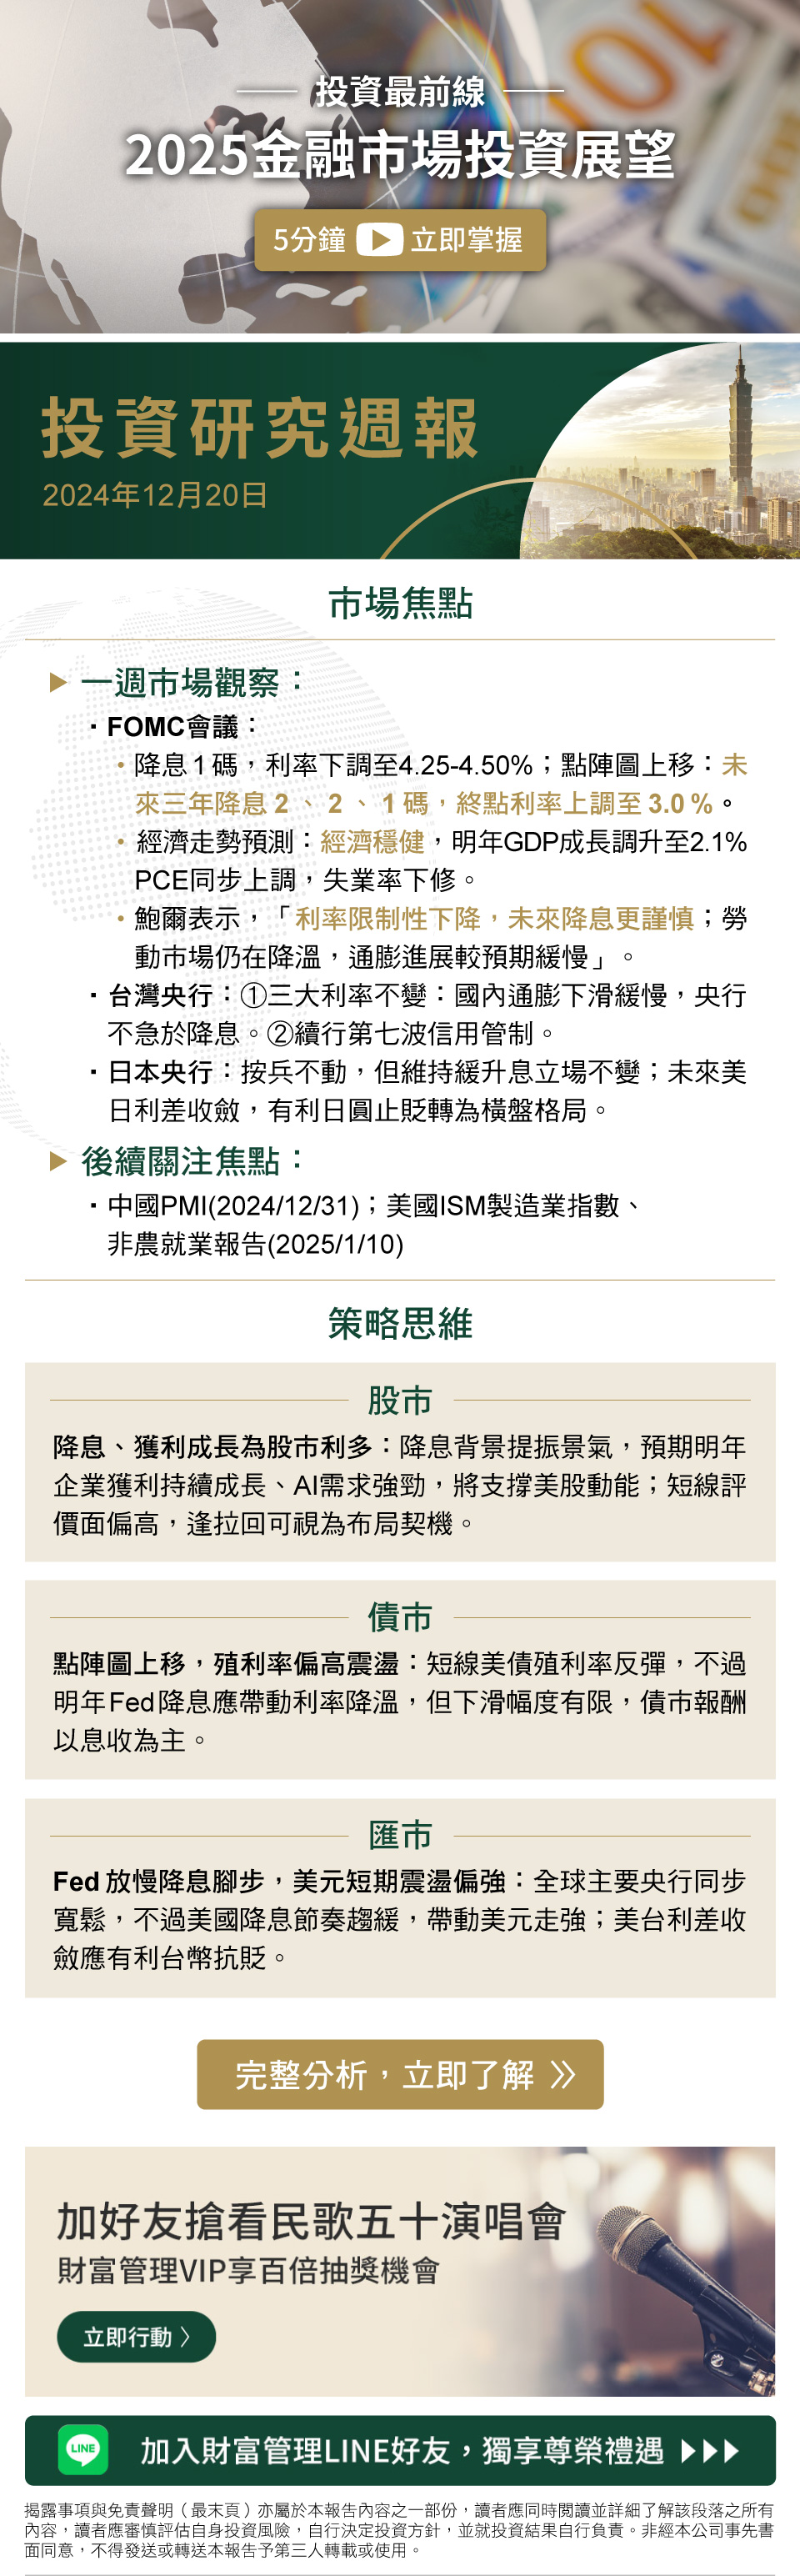 投資最前線
2025金融市場投資展望
5分鐘 立即掌握
投資研究週報
2024年12月20日
市場焦點
一週市場觀察：
・FOMC會議：
• 降息1碼，利率下調至4.25-4.50%；點陣圖上移：未
來三年降息2、2、1碼，終點利率上調至3.0%。
• 經濟走勢預測：經濟穩健，明年GDP成長調升至2.1%
PCE同步上調，失業率下修。
• 鮑爾表示，「利率限制性下降，未來降息更謹慎；勞
動市場仍在降溫，通膨進展較預期緩慢」。
・台灣央行：①三大利率不變：國內通膨下滑緩慢，央行
不急於降息。②續行第七波信用管制。
・日本央行：按兵不動，但維持緩升息立場不變；未來美
日利差收斂，有利日圓止貶轉為橫盤格局。
後續關注焦點：
・中國PMI(2024/12/31)；美國ISM製造業指數、
非農就業報告(2025/1/10)
策略思維
股市
降息、獲利成長為股市利多：降息背景提振景氣，預期明年
企業獲利持續成長、AI需求強勁，將支撐美股動能；短線評
價面偏高，逢拉回可視為布局契機。
債市
點陣圖上移，殖利率偏高震盪：短線美債殖利率反彈，不過
明年Fed降息應帶動利率降溫，但下滑幅度有限，債市報酬
以息收為主。
匯市
Fed 放慢降息腳步，美元短期震盪偏強：全球主要央行同步
寬鬆，不過美國降息節奏趨緩，帶動美元走強；美台利差收
斂應有利台幣抗貶。
完整分析，立即了解 》
加好友搶看民歌五十演唱會
財富管理VIP享百倍抽獎機會
立即行動 〉
LINE 加入財富管理LINE好友，獨享尊榮禮遇
揭露事項與免責聲明（最末頁）亦屬於本報告內容之一部份，讀者應同時閱讀並詳細了解該段落之所有
內容，讀者應審慎評估自身投資風險，自行決定投資方針，並就投資結果自行負責。非經本公司事先書
面同意，不得發送或轉送本報告予第三人轉載或使用。